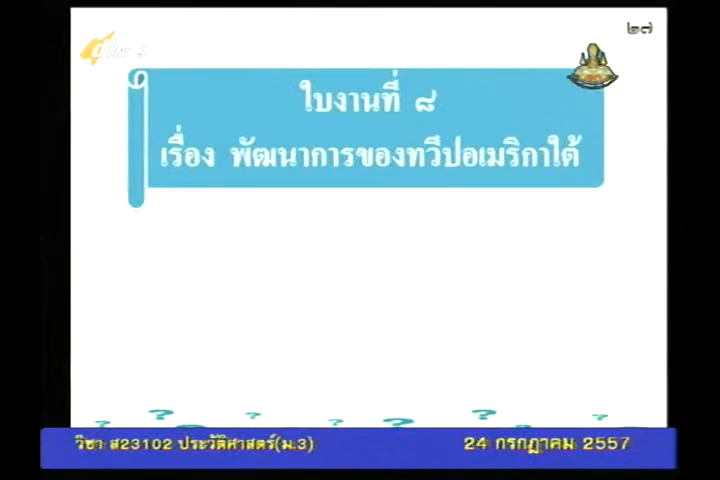 ๒๗
ใบงานที่ ๘
เรื่อง พัฒนาการของทวีปอเมริกาใต้
? ? ? ? ? ? ?
วิชา ส23102 ประวัติศาสตร์(ม.3)
24 กรกฎาคม 2557